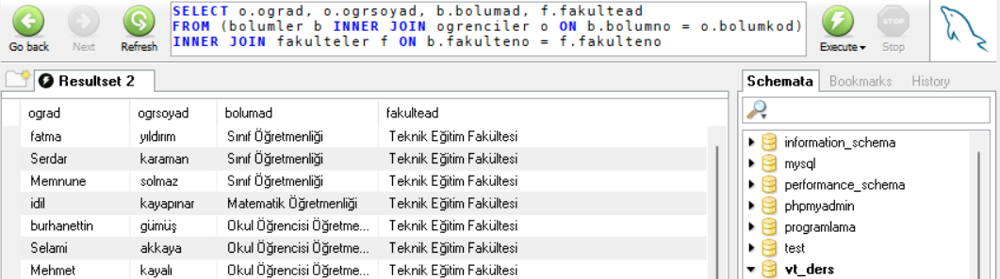 SELECT o.ograd, o.ogrsoyad, b.bolumad, f.fakultead
FROM (bolumler b INNER JOIN ogrenciler o ON b.bolumno = o.bolumkod)
INNER JOIN fakulteler f ON b.fakulteno = f.fakulteno
Go back Next Refresh Execute STOP Stop
Resultset 2
ograd ogrsoyad bolumad fakultead
fatma yıldırım Sınıf Öğretmenliği Teknik Eğitim Fakültesi
Serdar karaman Sınıf Öğretmenliği Teknik Eğitim Fakültesi
Memnune solmaz Sınıf Öğretmenliği Teknik Eğitim Fakültesi
idil kayapınar Matematik Öğretmenliği Teknik Eğitim Fakültesi
burhanettin gümüş Okul Öğrencisi Öğretme... Teknik Eğitim Fakültesi
Selami akkaya Okul Öğrencisi Öğretme... Teknik Eğitim Fakültesi
Mehmet kayalı Okul Öğrencisi Öğretme... Teknik Eğitim Fakültesi
Schemata Bookmarks History
information_schema
mysql
performance_schema
phpmyadmin
programlama
test
vt_ders